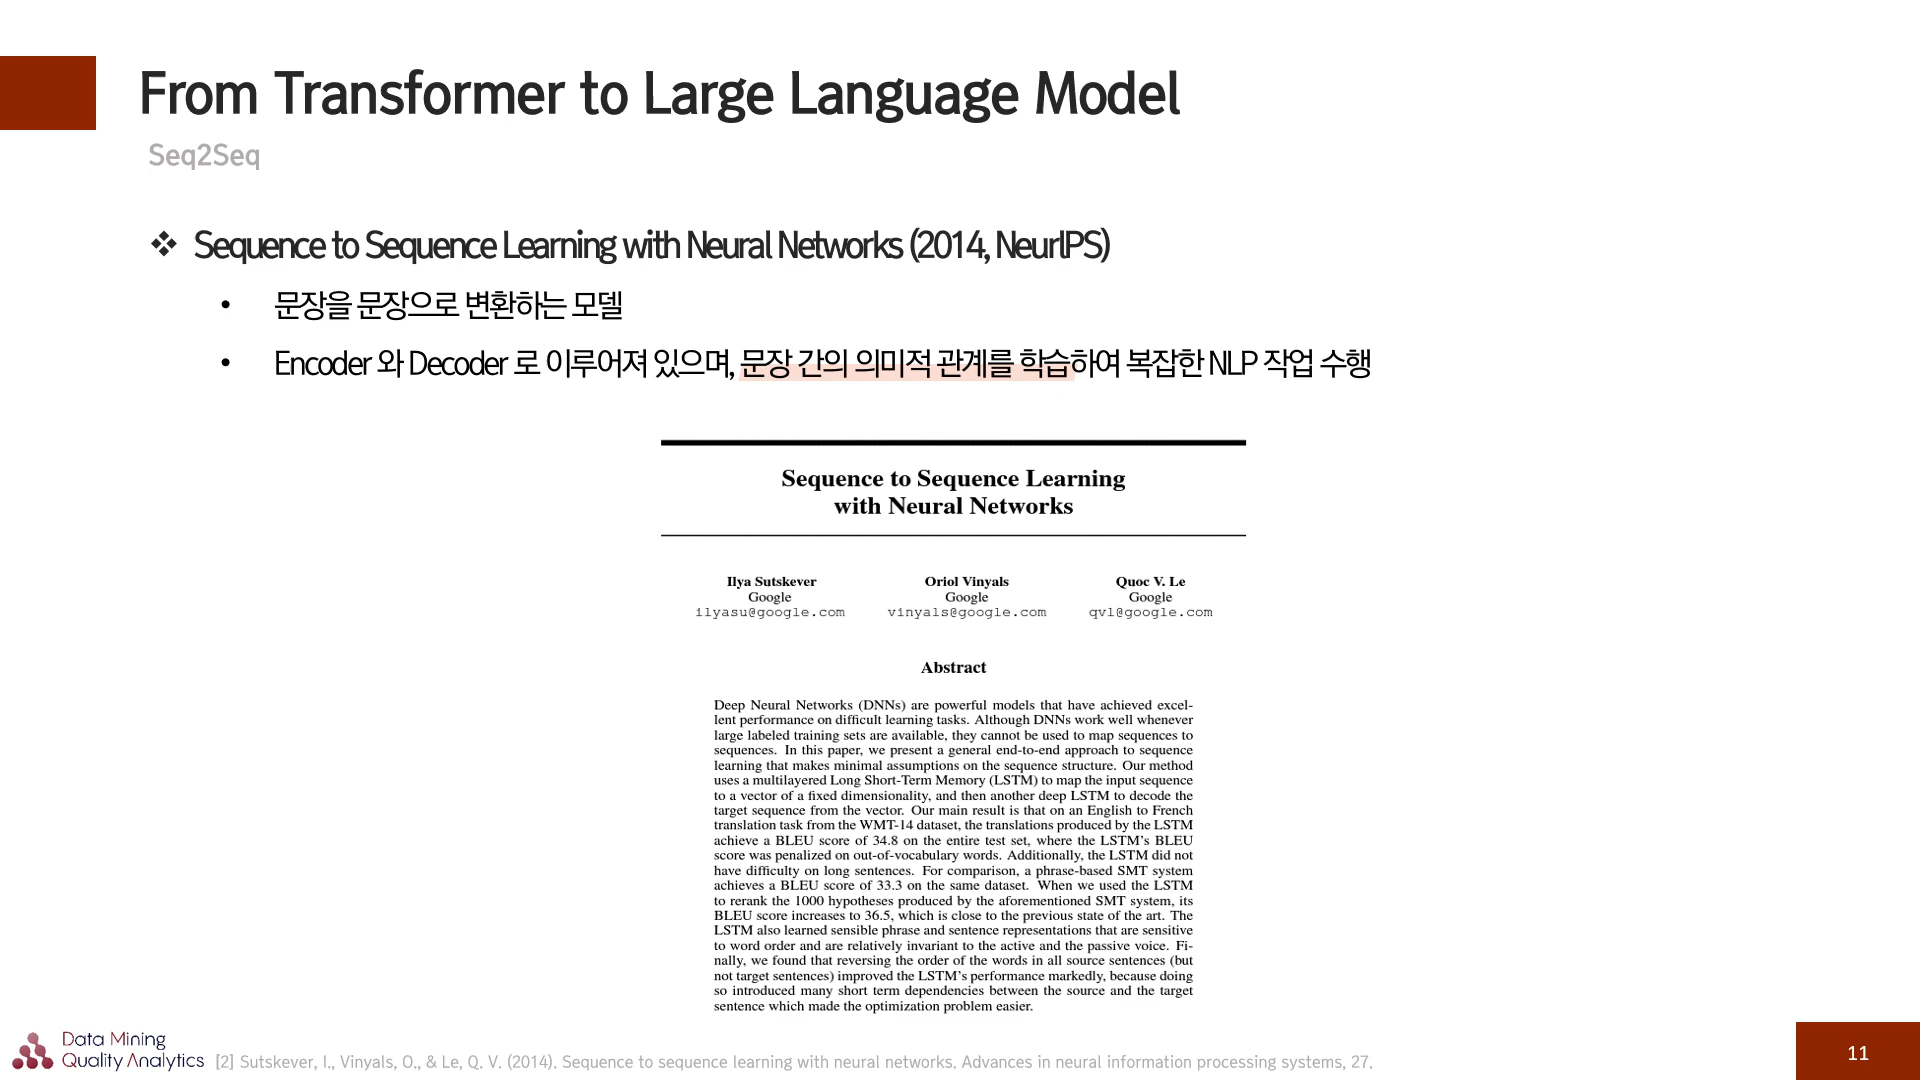 From Transformer to Large Language Model
Seq2Seq
❖ Sequence to Sequence Learning with Neural Networks (2014, NeurIPS)
• 문장을 문장으로 변환하는 모델
• Encoder 와 Decoder 로 이루어져 있으며, 문장 간의 의미적 관계를 학습하여 복잡한 NLP 작업 수행
Sequence to Sequence Learning
with Neural Networks
Ilya Sutskever
Google
ilyasu@google.com
Oriol Vinyals
Google
vinyals@google.com
Quoc V. Le
Google
qvl@google.com
Abstract
Deep Neural Networks (DNNs) are powerful models that have achieved excel-
lent performance on difficult learning tasks. Although DNNs work well whenever
large labeled training sets are available, they cannot be used to map sequences to
sequences. In this paper, we present a general end-to-end approach to sequence
learning that makes minimal assumptions on the sequence structure. Our method
uses a multilayered Long Short-Term Memory (LSTM) to map the input sequence
to a vector of a fixed dimensionality, and then another deep LSTM to decode the
target sequence from the vector. Our main result is that on an English to French
translation task from the WMT-14 dataset, the translations produced by the LSTM
achieve a BLEU score of 34.8 on the entire test set, where the LSTM's BLEU
score was penalized on out-of-vocabulary words. Additionally, the LSTM did not
have difficulty on long sentences. For comparison, a phrase-based SMT system
achieves a BLEU score of 33.3 on the same dataset. When we used the LSTM
to rerank the 1000 hypotheses produced by the aforementioned SMT system, its
BLEU score increases to 36.5, which is close to the previous state of the art. The
LSTM also learned sensible phrase and sentence representations that are sensitive
to word order and are relatively invariant to the active and the passive voice. Fi-
nally, we found that reversing the order of the words in all source sentences (but
not target sentences) improved the LSTM's performance markedly, because doing
so introduced many short term dependencies between the source and the target
sentence which made the optimization problem easier.
Data Mining
Quality Analytics
[2] Sutskever, I., Vinyals, O., & Le, Q. V. (2014). Sequence to sequence learning with neural networks. Advances in neural information processing systems, 27.
11